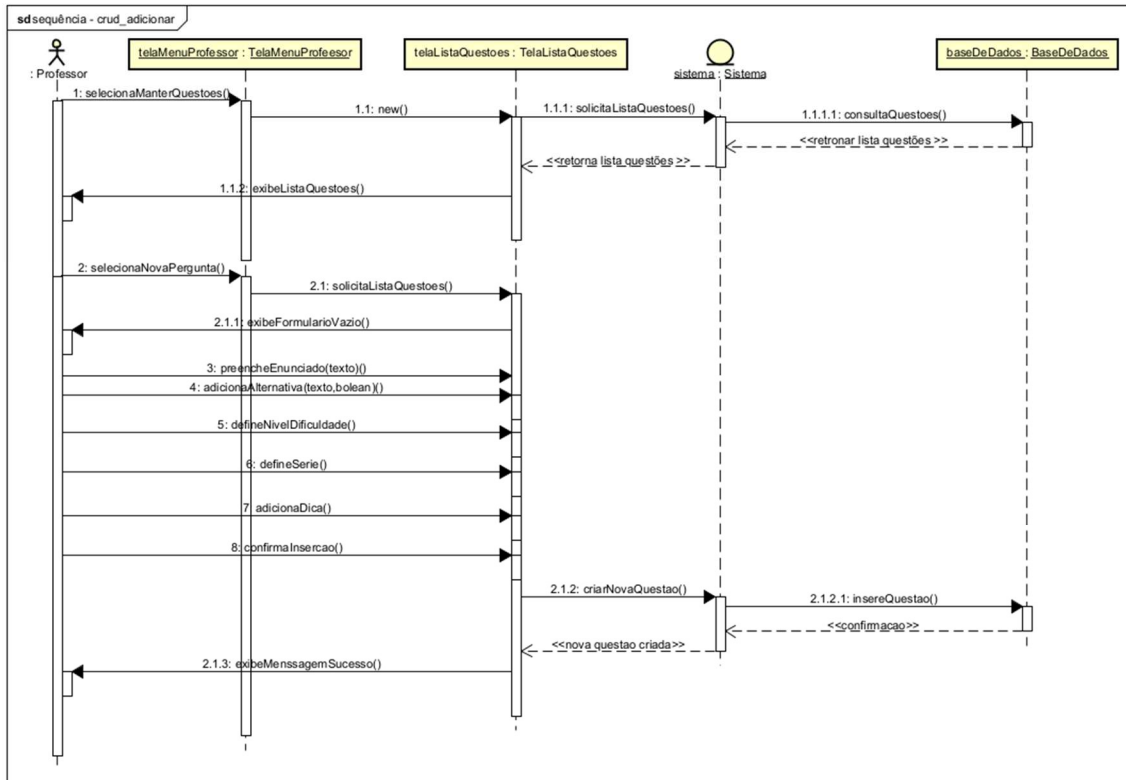 sd sequência - crud_adicionar
: Professor
telaMenuProfessor : TelaMenuProfeesor
telaListaQuestoes : TelaListaQuestoes
sistema : Sistema
baseDeDados : BaseDeDados
1: selecionaManterQuestoes()
1.1: new()
1.1.1: solicitaListaQuestoes()
1.1.1.1: consultaQuestoes()
<<retronar lista questões >>
<<retorna lista questões >>
1.1.2: exibeListaQuestoes()
2: selecionaNovaPergunta()
2.1: solicitaListaQuestoes()
2.1.1: exibeFormularioVazio()
3: preencheEnunciado(texto)()
4: adicionaAlternativa(texto,bolean)()
5: defineNivelDificuldade()
6: defineSerie()
7: adicionaDica()
8: confirmaInsercao()
2.1.2: criarNovaQuestao()
2.1.2.1: insereQuestao()
<<confirmacao>>
<<nova questao criada>>
2.1.3: exibeMenssagemSucesso()